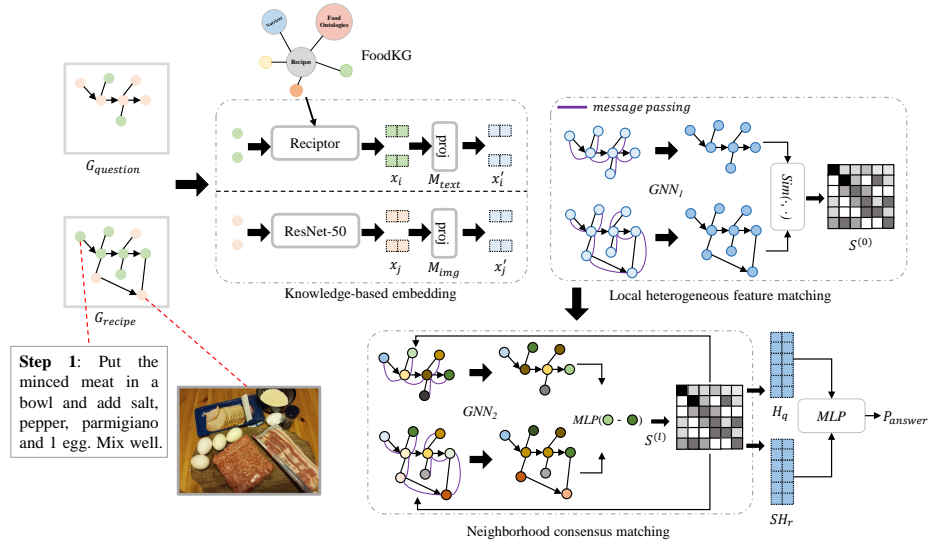 Nutrient
Food
Ontologies
Recipes
FoodKG
G_question
Reciptor
x_i
proj
M_text
x'_i
ResNet-50
x_j
proj
M_img
x'_j
Knowledge-based embedding
message passing
GNN_1
Sim(·,·)
S^(0)
Local heterogeneous feature matching
G_recipe
Step 1: Put the
minced meat in a
bowl and add salt,
pepper, parmigiano
and 1 egg. Mix well.
GNN_2
MLP( - )
S^(l)
H_q
MLP
P_answer
SH_r
Neighborhood consensus matching